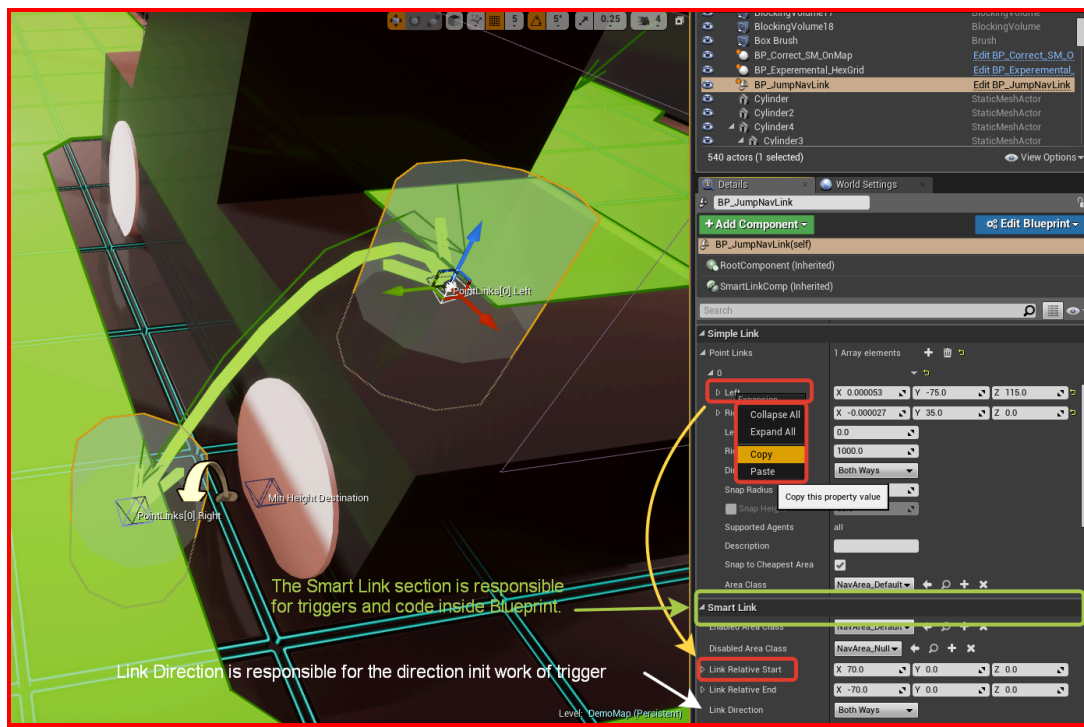 5
5°
0.25
4
BlockingVolume17 BlockingVolume
BlockingVolume18 BlockingVolume
Box Brush Brush
BP_Correct_SM_OnMap Edit BP_Correct_SM_O
BP_Experemental_HexGrid Edit BP_Experemental_
BP_JumpNavLink Edit BP_JumpNavLink
Cylinder StaticMeshActor
Cylinder2 StaticMeshActor
Cylinder4 StaticMeshActor
Cylinder3 StaticMeshActor
540 actors (1 selected) View Options
Details World Settings
BP_JumpNavLink
+Add Component Edit Blueprint
BP_JumpNavLink(self)
RootComponent (Inherited)
SmartLinkComp (Inherited)
Search
Simple Link
Point Links 1 Array elements
0
Left X 0.000053 Y -75.0 Z 115.0
Expansion
X -0.000027 Y 35.0 Z 0.0
Collapse All
Expand All
Copy
Paste
Copy this property value
0.0
1000.0
Both Ways
Snap Radius
Snap Heig
Supported Agents all
Description
Snap to Cheapest Area
Area Class NavArea_Default
Smart Link
Enabled Area Class NavArea_Default
Disabled Area Class NavArea_Null
Link Relative Start X 70.0 Y 0.0 Z 0.0
Link Relative End X -70.0 Y 0.0 Z 0.0
Link Direction Both Ways
PointLinks[0].Left
Min Height Destination
PointLinks[0].Right
The Smart Link section is responsible
for triggers and code inside Blueprint.
Link Direction is responsible for the direction init work of trigger
Level: DemoMap (Persistent)